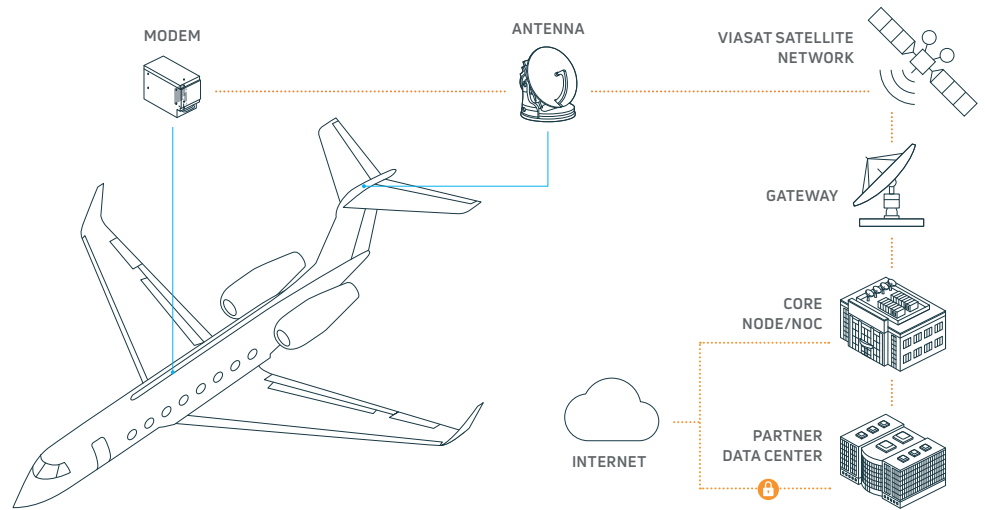 MODEM
ANTENNA
VIASAT SATELLITE
NETWORK
GATEWAY
CORE
NODE/NOC
INTERNET
PARTNER
DATA CENTER